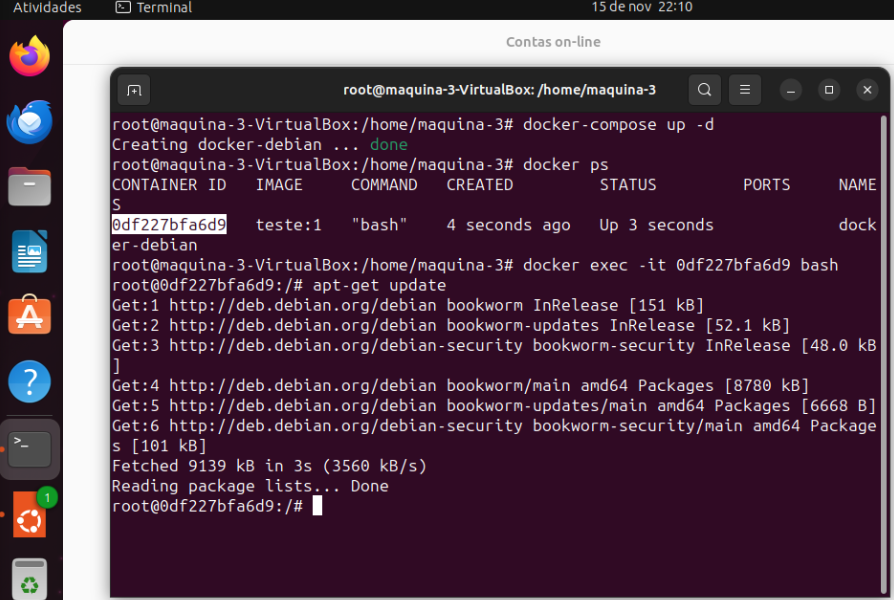 Atividades
Terminal
15 de nov 22:10
Contas on-line
root@maquina-3-VirtualBox: /home/maquina-3
root@maquina-3-VirtualBox:/home/maquina-3# docker-compose up -d
Creating docker-debian ... done
root@maquina-3-VirtualBox:/home/maquina-3# docker ps
CONTAINER ID   IMAGE     COMMAND   CREATED         STATUS         PORTS     NAME
S
0df227bfa6d9   teste:1   "bash"    4 seconds ago   Up 3 seconds             dock
er-debian
root@maquina-3-VirtualBox:/home/maquina-3# docker exec -it 0df227bfa6d9 bash
root@0df227bfa6d9:/# apt-get update
Get:1 http://deb.debian.org/debian bookworm InRelease [151 kB]
Get:2 http://deb.debian.org/debian bookworm-updates InRelease [52.1 kB]
Get:3 http://deb.debian.org/debian-security bookworm-security InRelease [48.0 kB
]
Get:4 http://deb.debian.org/debian bookworm/main amd64 Packages [8780 kB]
Get:5 http://deb.debian.org/debian bookworm-updates/main amd64 Packages [6668 B]
Get:6 http://deb.debian.org/debian-security bookworm-security/main amd64 Package
s [101 kB]
Fetched 9139 kB in 3s (3560 kB/s)
Reading package lists... Done
root@0df227bfa6d9:/#
1